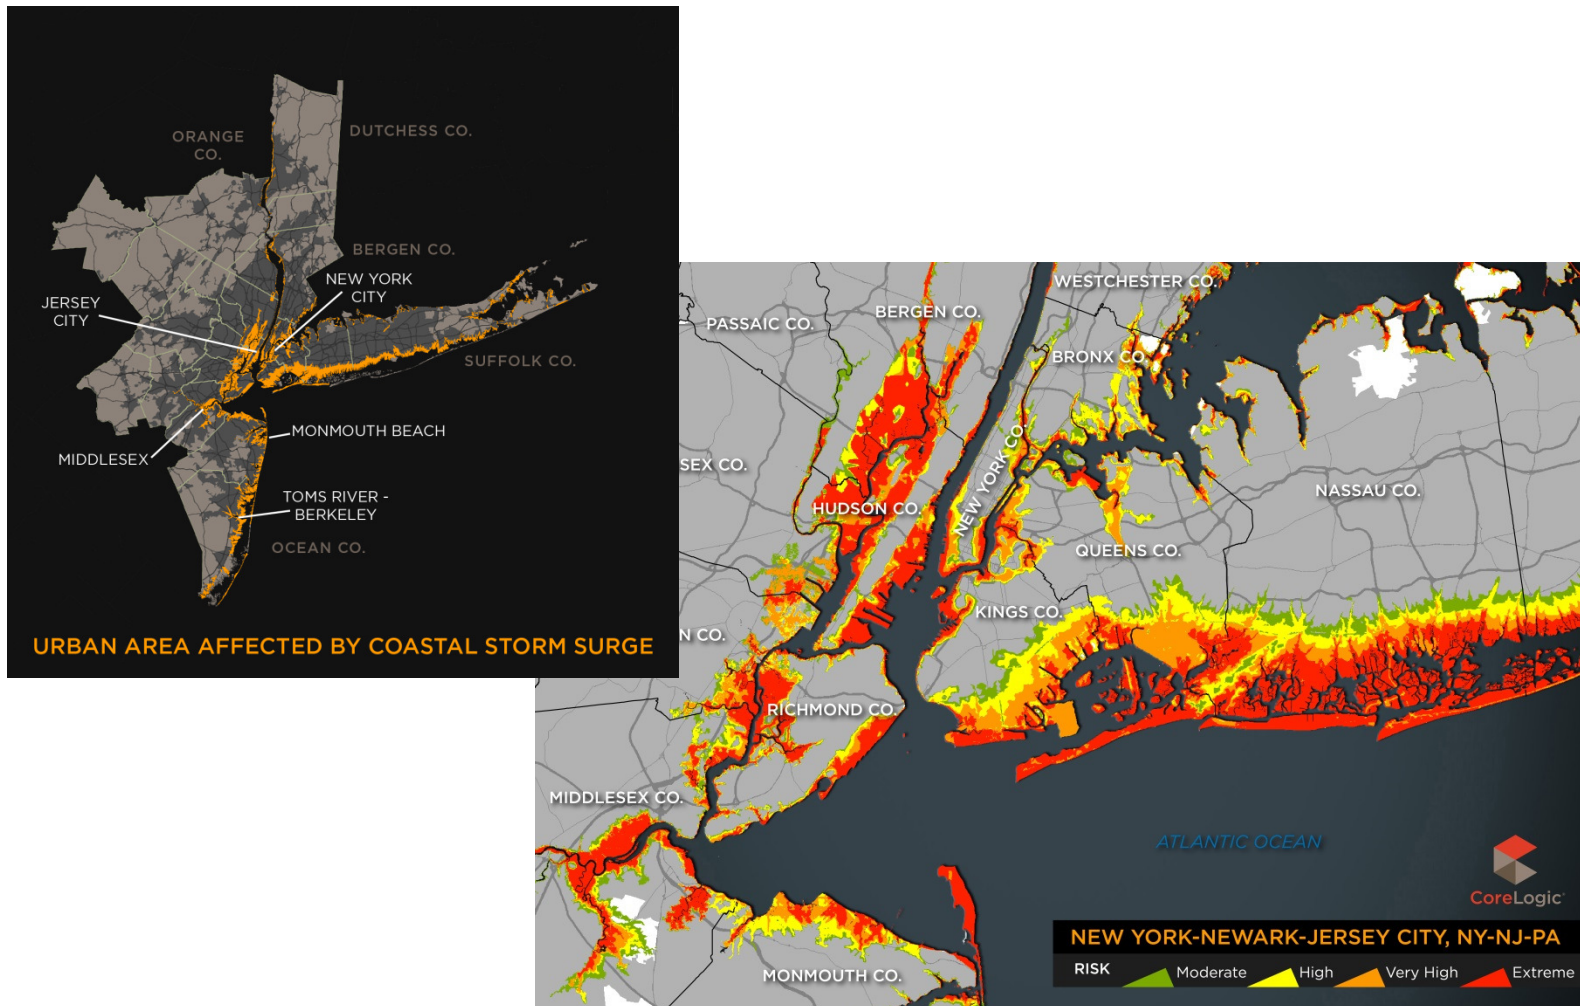 ORANGE
CO.
DUTCHESS CO.
BERGEN CO.
NEW YORK
CITY
JERSEY
CITY
SUFFOLK CO.
MONMOUTH BEACH
MIDDLESEX
TOMS RIVER -
BERKELEY
OCEAN CO.
URBAN AREA AFFECTED BY COASTAL STORM SURGE
WESTCHESTER CO.
BERGEN CO.
PASSAIC CO.
BRONX CO.
NEW YORK CO.
SEX CO.
NASSAU CO.
HUDSON CO.
QUEENS CO.
KINGS CO.
N CO.
RICHMOND CO.
MIDDLESEX CO.
ATLANTIC OCEAN
CoreLogic
MONMOUTH CO.
NEW YORK-NEWARK-JERSEY CITY, NY-NJ-PA
RISK Moderate High Very High Extreme